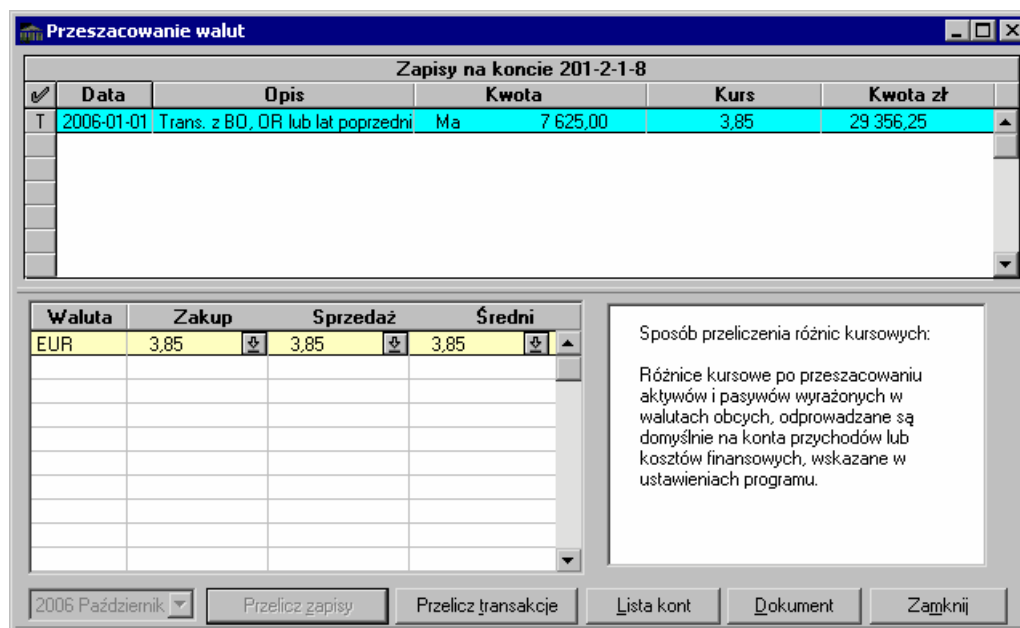 Przeszacowanie walut
Zapisy na koncie 201-2-1-8
Data Opis Kwota Kurs Kwota zł
T 2006-01-01 Trans. z BO, OR lub lat poprzedni Ma 7 625,00 3,85 29 356,25
Waluta Zakup Sprzedaż Średni
EUR 3,85 3,85 3,85
Sposób przeliczenia różnic kursowych:
Różnice kursowe po przeszacowaniu
aktywów i pasywów wyrażonych w
walutach obcych, odprowadzane są
domyślnie na konta przychodów lub
kosztów finansowych, wskazane w
ustawieniach programu.
2006 Październik Przelicz zapisy Przelicz transakcje Lista kont Dokument Zamknij